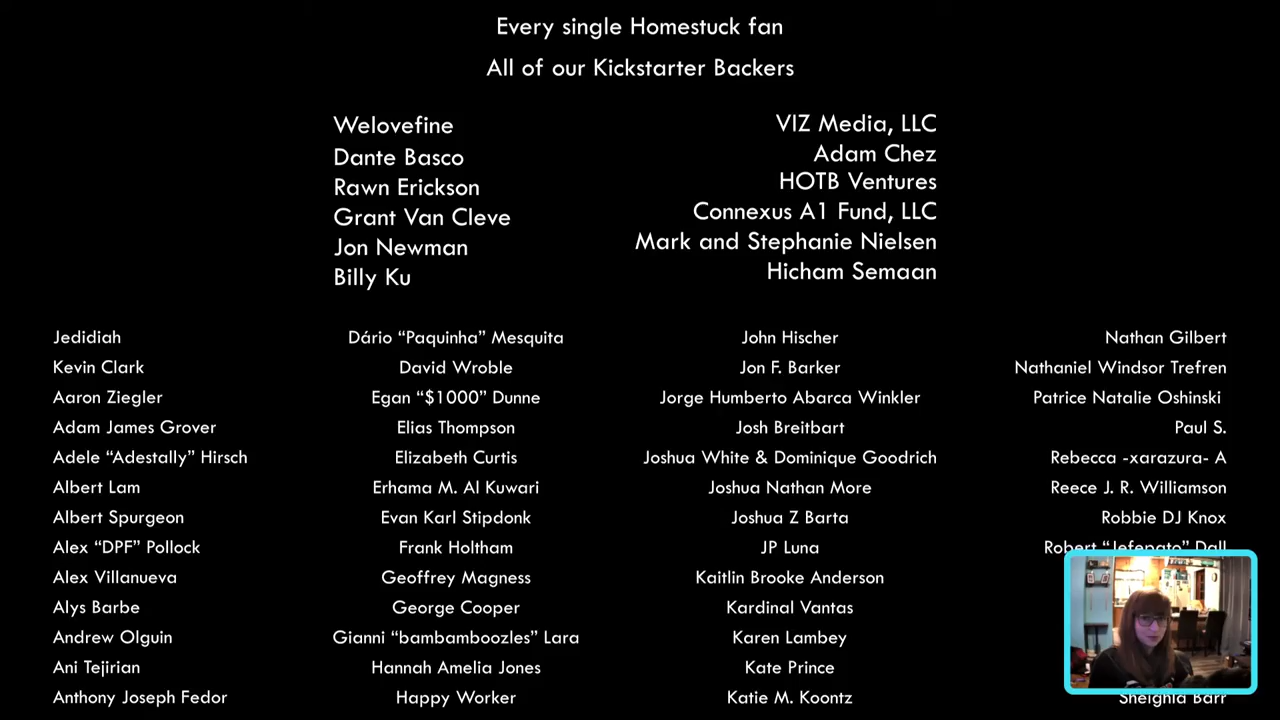 Every single Homestuck fan
All of our Kickstarter Backers
Welovefine
Dante Basco
Rawn Erickson
Grant Van Cleve
Jon Newman
Billy Ku
VIZ Media, LLC
Adam Chez
HOTB Ventures
Connexus A1 Fund, LLC
Mark and Stephanie Nielsen
Hicham Semaan
Jedidiah
Kevin Clark
Aaron Ziegler
Adam James Grover
Adele “Adestally” Hirsch
Albert Lam
Albert Spurgeon
Alex “DPF” Pollock
Alex Villanueva
Alys Barbe
Andrew Olguin
Ani Tejirian
Anthony Joseph Fedor
Dário “Paquinha” Mesquita
David Wroble
Egan “$1000” Dunne
Elias Thompson
Elizabeth Curtis
Erhama M. Al Kuwari
Evan Karl Stipdonk
Frank Holtham
Geoffrey Magness
George Cooper
Gianni “bambamboozles” Lara
Hannah Amelia Jones
Happy Worker
John Hischer
Jon F. Barker
Jorge Humberto Abarca Winkler
Josh Breitbart
Joshua White & Dominique Goodrich
Joshua Nathan More
Joshua Z Barta
JP Luna
Kaitlin Brooke Anderson
Kardinal Vantas
Karen Lambey
Kate Prince
Katie M. Koontz
Nathan Gilbert
Nathaniel Windsor Trefren
Patrice Natalie Oshinski
Paul S.
Rebecca -xarazura- A
Reece J. R. Williamson
Robbie DJ Knox
Robert “Jefepato” Dall
Sheighla Barr